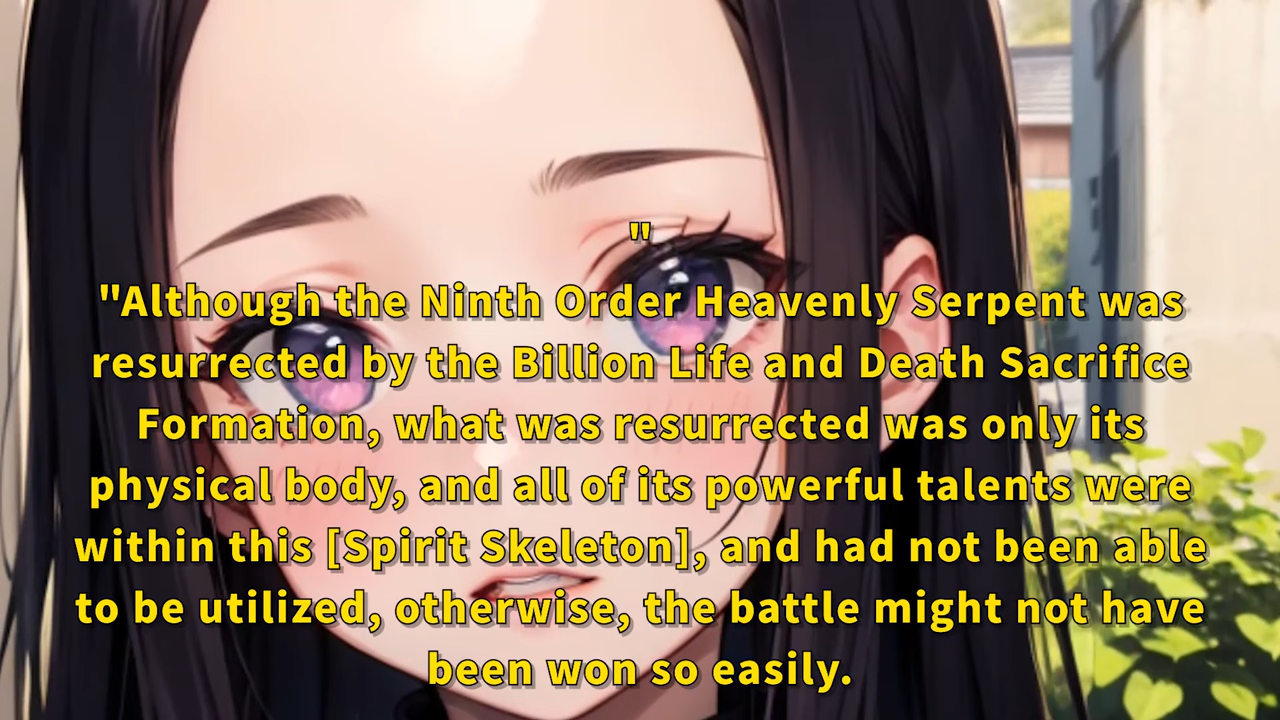 "
"Although the Ninth Order Heavenly Serpent was
resurrected by the Billion Life and Death Sacrifice
Formation, what was resurrected was only its
physical body, and all of its powerful talents were
within this [Spirit Skeleton], and had not been able
to be utilized, otherwise, the battle might not have
been won so easily.